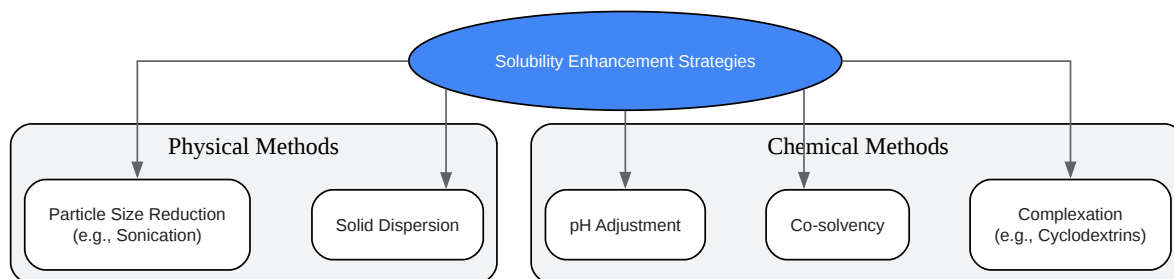 Solubility Enhancement Strategies
Physical Methods
Chemical Methods
Particle Size Reduction
(e.g., Sonication)
Solid Dispersion
pH Adjustment
Co-solvency
Complexation
(e.g., Cyclodextrins)